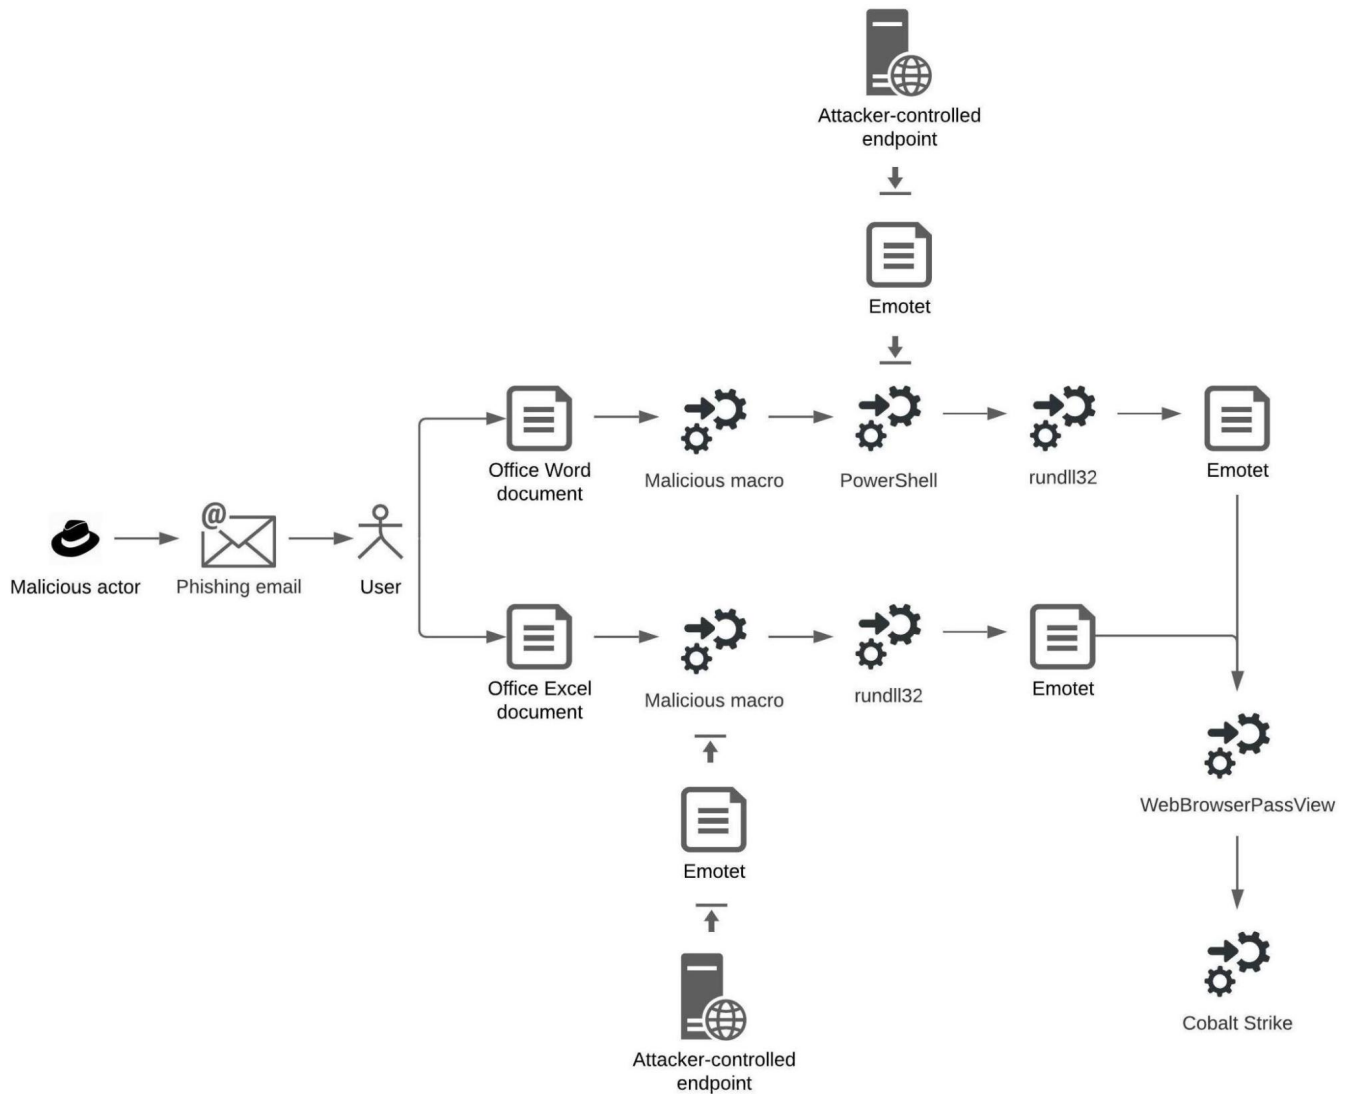 Attacker-controlled
endpoint
Emotet
Office Word
document
Malicious macro
PowerShell
rundll32
Emotet
@
Malicious actor
Phishing email
User
Office Excel
document
Malicious macro
rundll32
Emotet
WebBrowserPassView
Emotet
Cobalt Strike
Attacker-controlled
endpoint